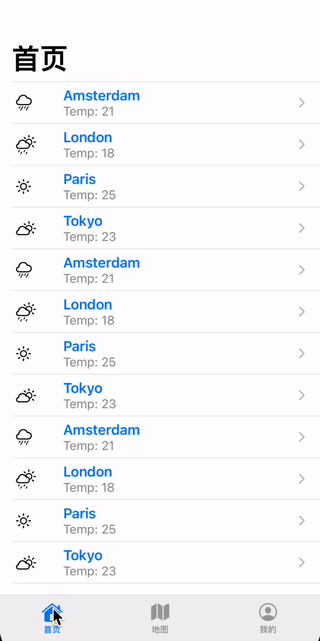 首页
Amsterdam
Temp: 21
London
Temp: 18
Paris
Temp: 25
Tokyo
Temp: 23
Amsterdam
Temp: 21
London
Temp: 18
Paris
Temp: 25
Tokyo
Temp: 23
Amsterdam
Temp: 21
London
Temp: 18
Paris
Temp: 25
Tokyo
Temp: 23
首页
地图
我的